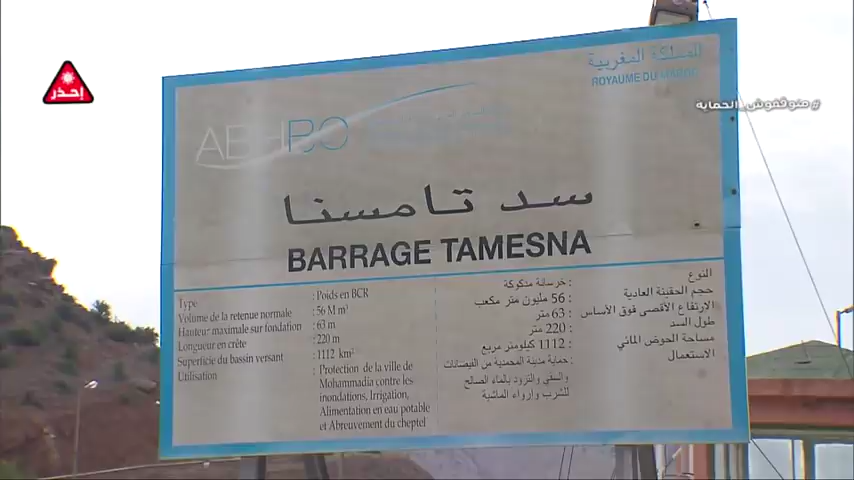 المملكة المغربية
ROYAUME DU MAROC
إحذر
#منوقفوش_الحماية
ABHBC
سد تامسنا
BARRAGE TAMESNA
Type : Poids en BCR
Volume de la retenue normale : 56 M m³
Hauteur maximale sur fondation : 63 m
Longueur en crête : 220 m
Superficie du bassin versant : 1112 km²
Utilisation : Protection de la ville de
Mohammadia contre les
inondations, Irrigation,
Alimentation en eau potable
et Abreuvement du cheptel
النوع : خرسانة مدكوكة
حجم الحقينة العادية : 56 مليون متر مكعب
الارتفاع الأقصى فوق الأساس : 63 متر
طول السد : 220 متر
مساحة الحوض المائي : 1112 كيلومتر مربع
الاستعمال : حماية مدينة المحمدية من الفيضانات
والسقي والتزود بالماء الصالح
للشرب وإرواء الماشية